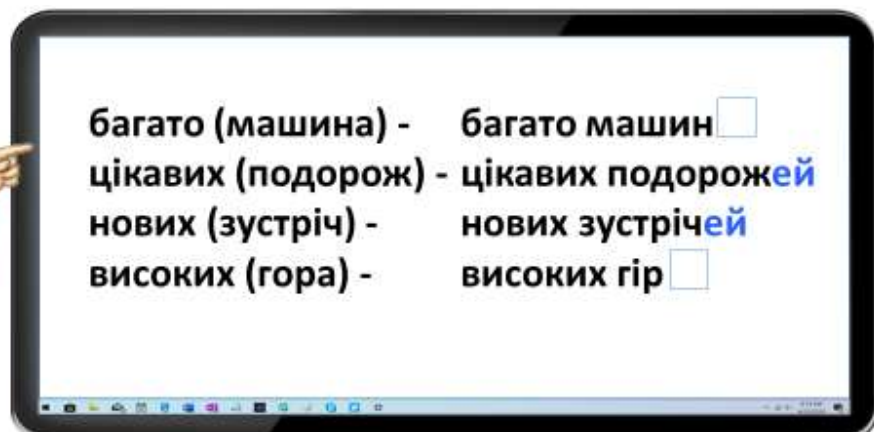 багато (машина) - багато машин
цікавих (подорож) - цікавих подорожей
нових (зустріч) - нових зустрічей
високих (гора) - високих гір